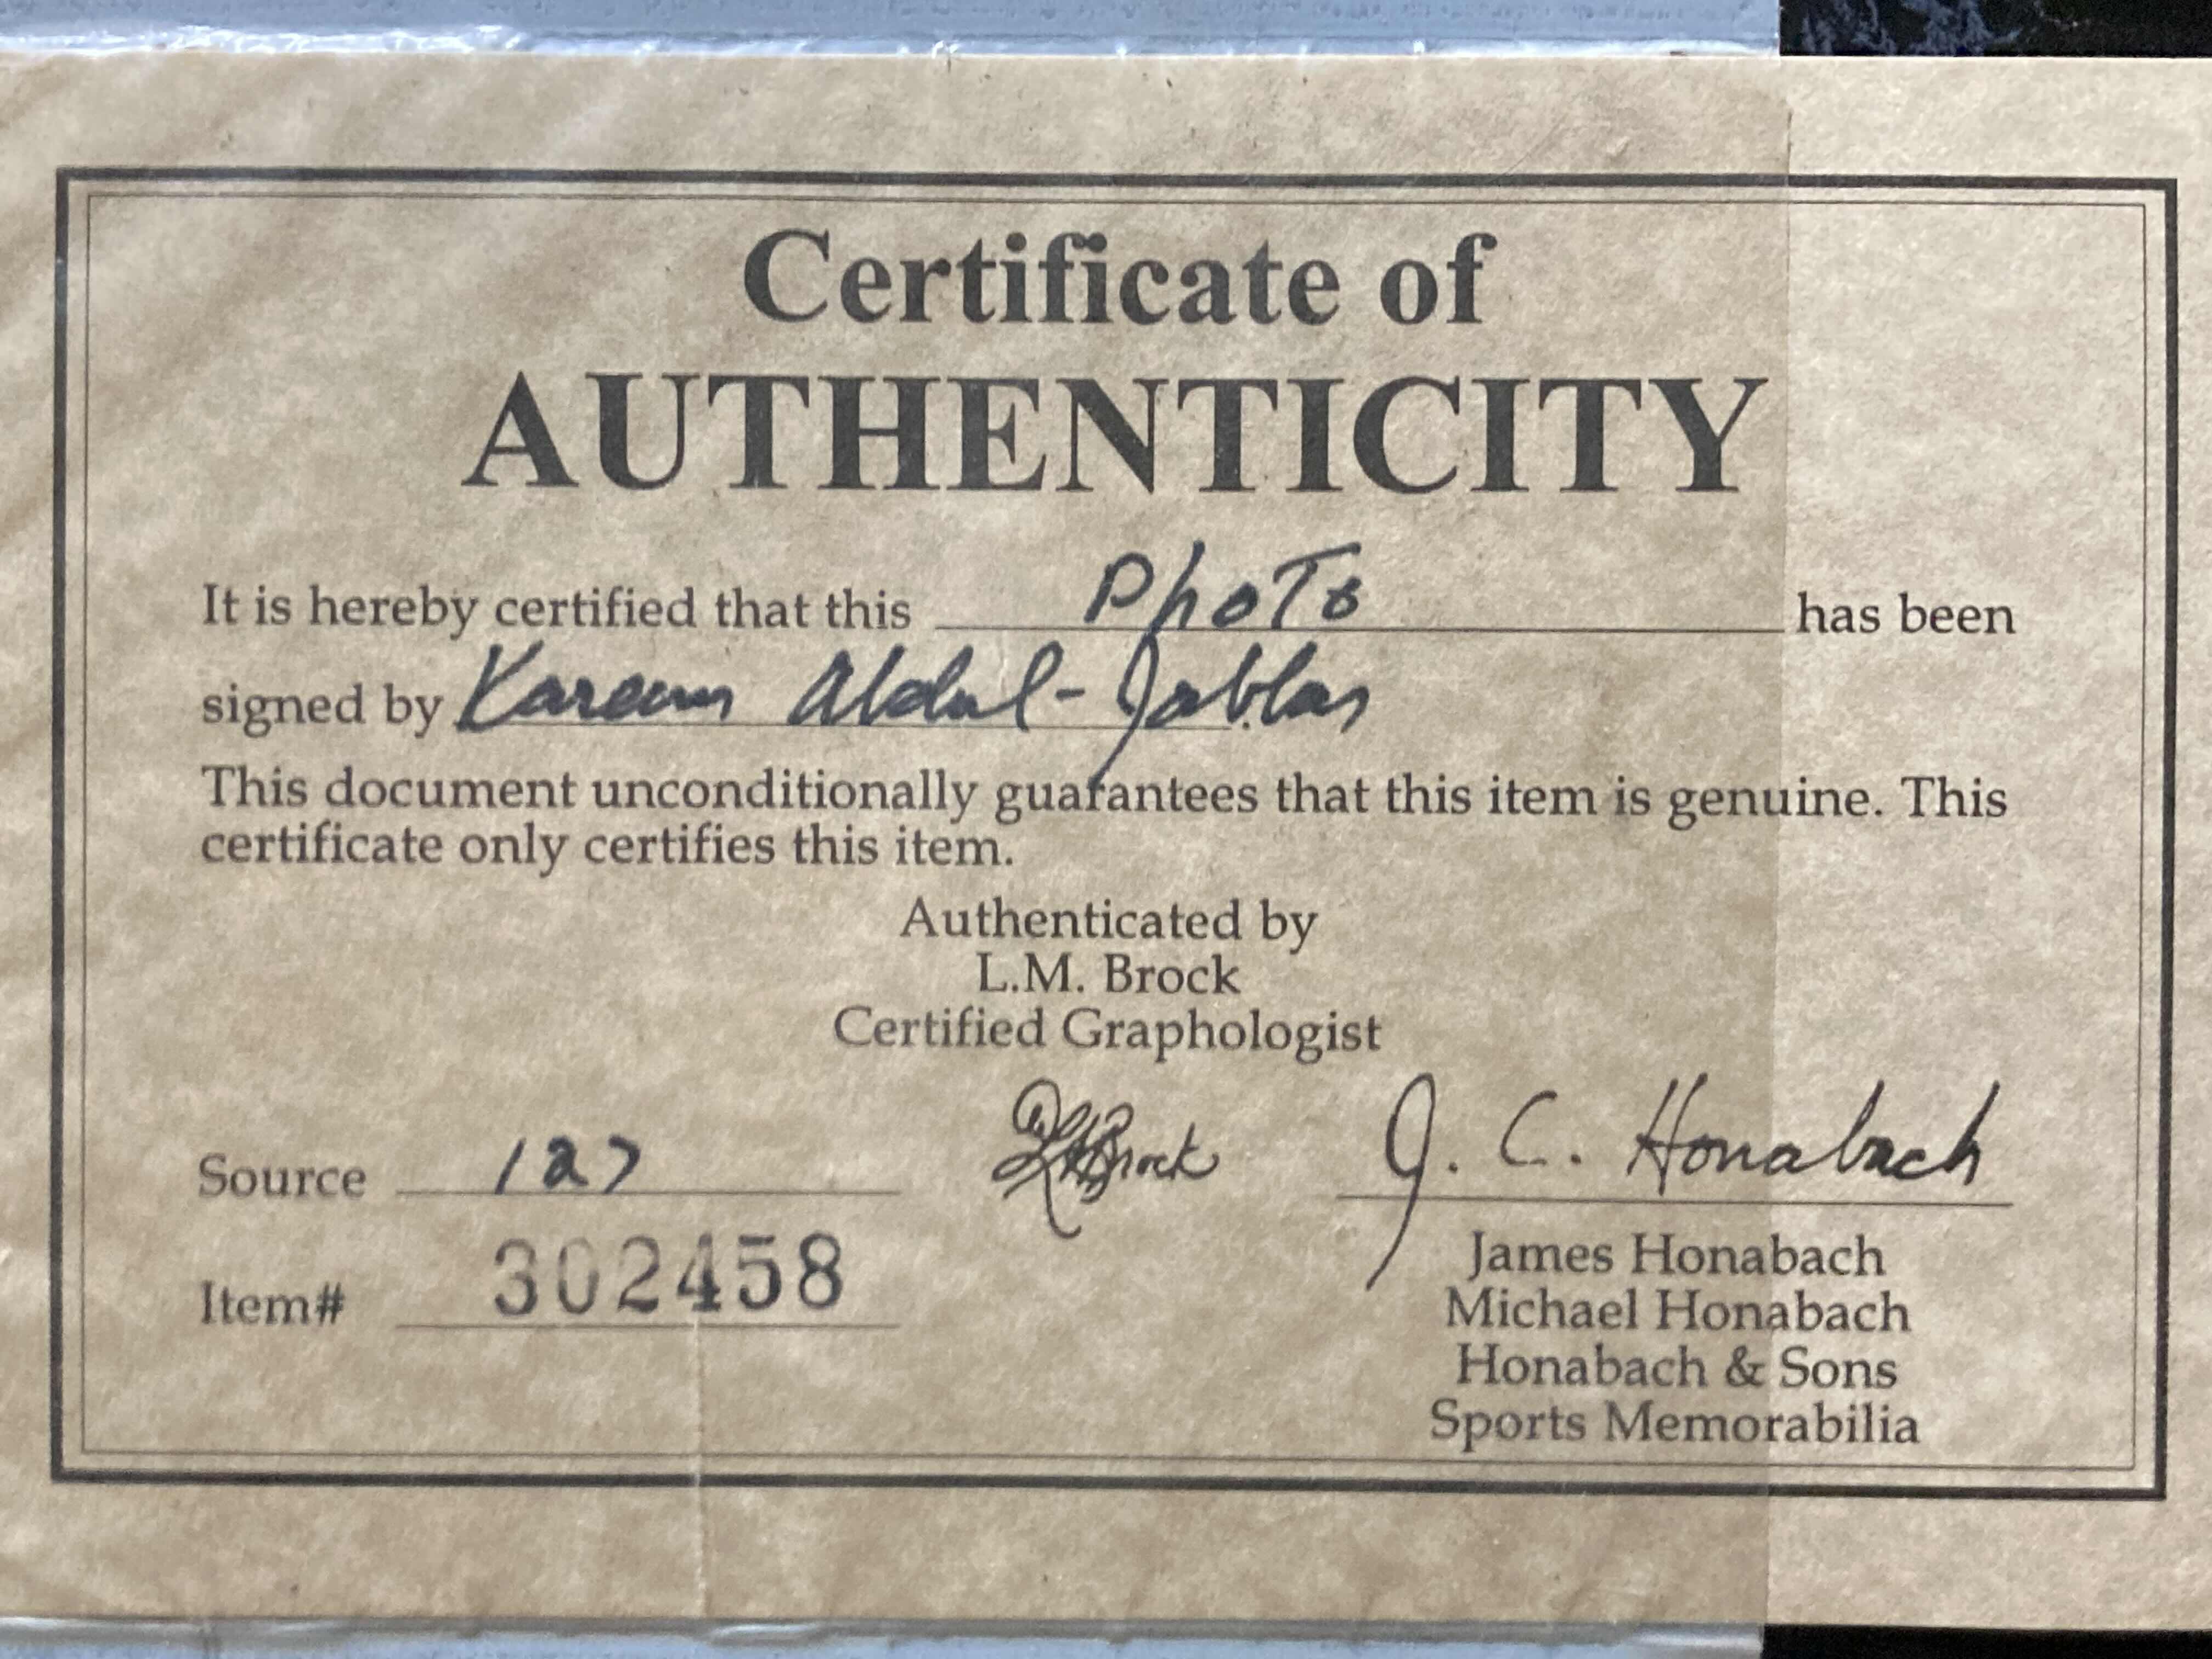 Certificate of
AUTHENTICITY
It is hereby certified that this Photo has been
signed by Kareem Abdul-Jabbar
This document unconditionally guarantees that this item is genuine. This
certificate only certifies this item.
Authenticated by
L.M. Brock
Certified Graphologist
Source 127
LMBrock
J. C. Honabach
Item# 302458
James Honabach
Michael Honabach
Honabach & Sons
Sports Memorabilia